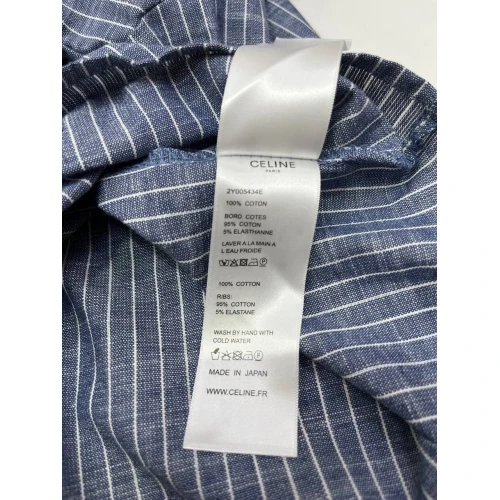 CELINE
PARIS
2Y005434E
100% COTON
BORD COTES
95% COTON
5% ELASTHANNE
LAVER A LA MAIN A
L EAU FROIDE
100% COTTON
RIBS:
95% COTTON
5% ELASTANE
WASH BY HAND WITH
COLD WATER
MADE IN JAPAN
WWW.CELINE.FR